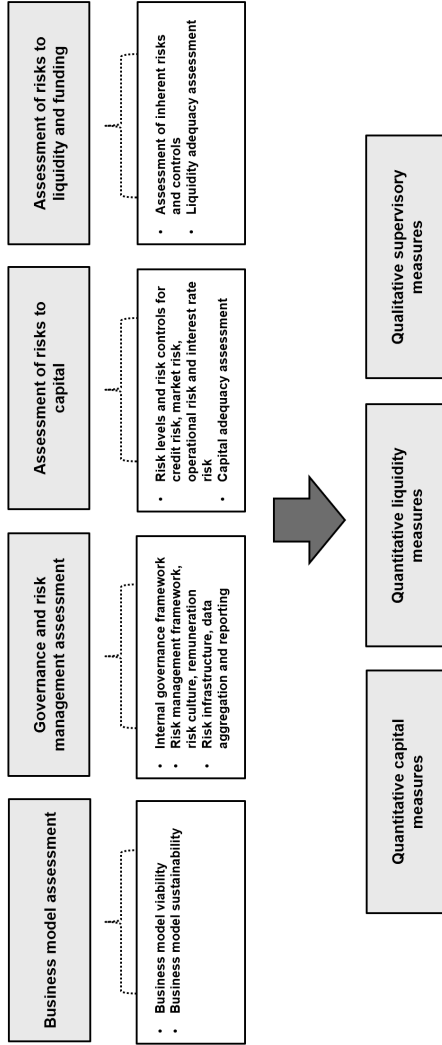 Business model assessment
Governance and risk
management assessment
Assessment of risks to
capital
Assessment of risks to
liquidity and funding
• Business model viability
• Business model sustainability
• Internal governance framework
• Risk management framework,
risk culture, remuneration
• Risk infrastructure, data
aggregation and reporting
• Risk levels and risk controls for
credit risk, market risk,
operational risk and interest rate
risk
• Capital adequacy assessment
• Assessment of inherent risks
and controls
• Liquidity adequacy assessment
Quantitative capital
measures
Quantitative liquidity
measures
Qualitative supervisory
measures